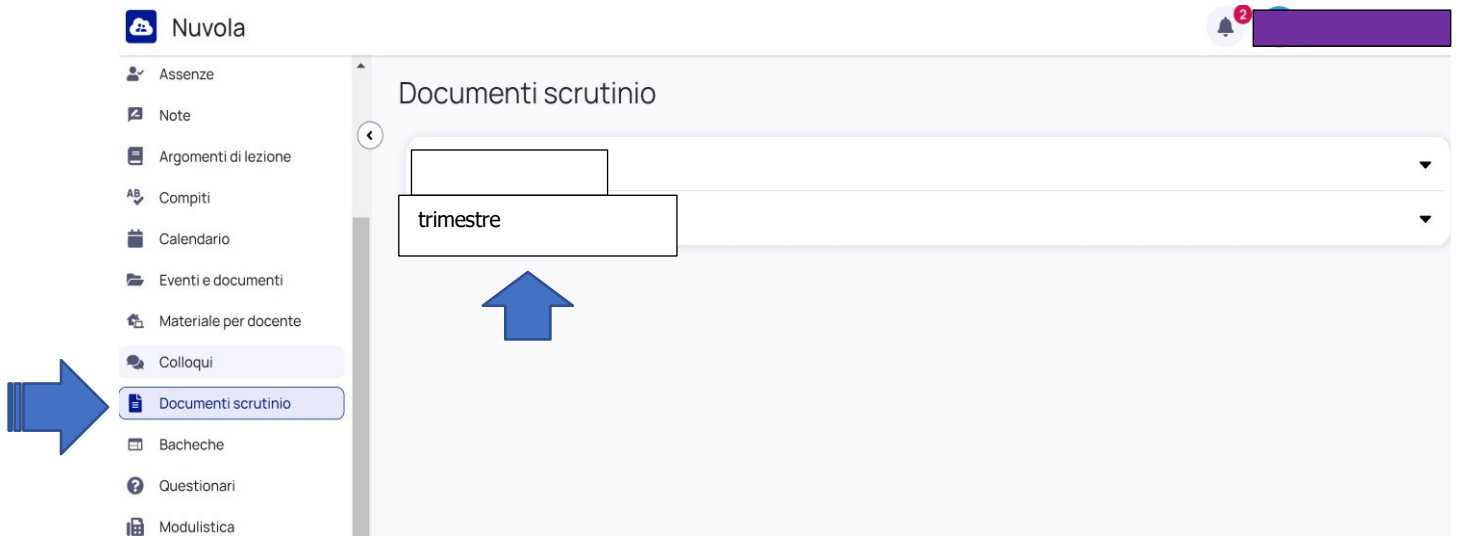 Nuvola
2
Assenze
Note
Argomenti di lezione
Compiti
Calendario
Eventi e documenti
Materiale per docente
Colloqui
Documenti scrutinio
Bacheche
Questionari
Modulistica
Documenti scrutinio
trimestre